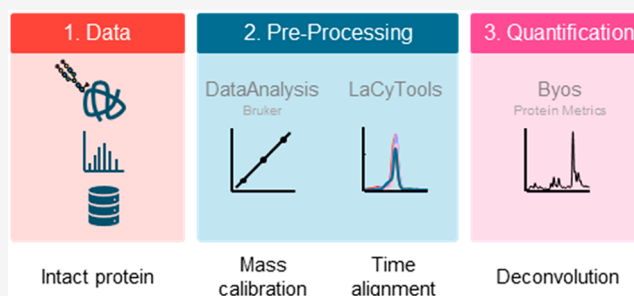 1. Data
2. Pre-Processing
3. Quantification
DataAnalysis
Bruker
LaCyTools
Byos
Protein Metrics
Intact protein
Mass
calibration
Time
alignment
Deconvolution